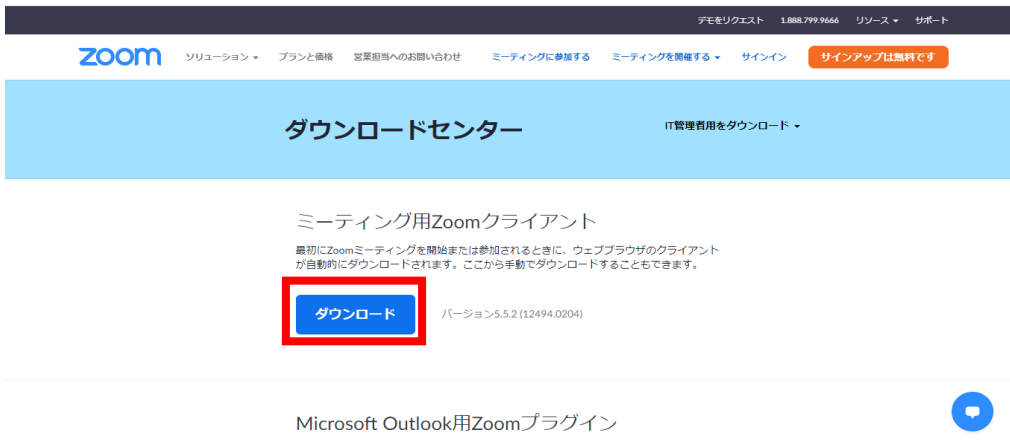 デモをリクエスト 1.888.799.9666 リソース サポート
zoom ソリューション プランと価格 営業担当へのお問い合わせ ミーティングに参加する ミーティングを開催する サインイン サインアップは無料です
ダウンロードセンター IT管理者用をダウンロード
ミーティング用Zoomクライアント
最初にZoomミーティングを開始または参加されるときに、ウェブブラウザのクライアント
が自動的にダウンロードされます。ここから手動でダウンロードすることもできます。
ダウンロード バージョン5.5.2 (12494.0204)
Microsoft Outlook用Zoomプラグイン